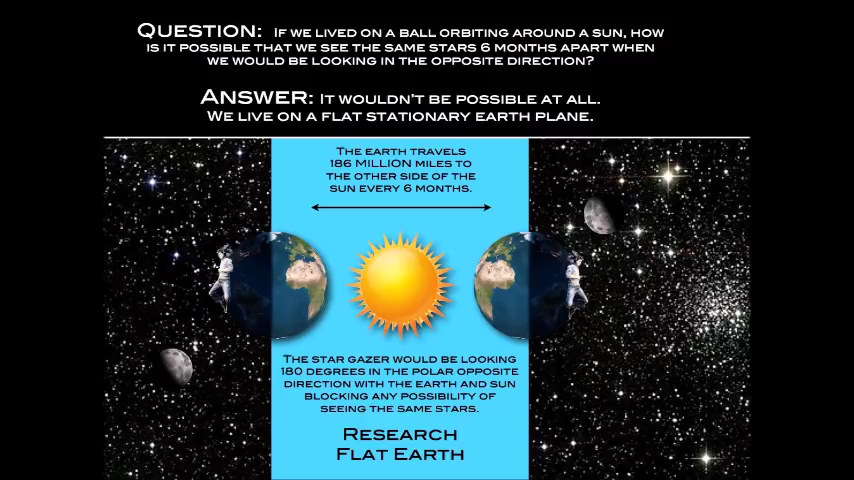 QUESTION: IF WE LIVED ON A BALL ORBITING AROUND A SUN, HOW
IS IT POSSIBLE THAT WE SEE THE SAME STARS 6 MONTHS APART WHEN
WE WOULD BE LOOKING IN THE OPPOSITE DIRECTION?
ANSWER: IT WOULDN'T BE POSSIBLE AT ALL.
WE LIVE ON A FLAT STATIONARY EARTH PLANE.
THE EARTH TRAVELS
186 MILLION MILES TO
THE OTHER SIDE OF THE
SUN EVERY 6 MONTHS.
THE STAR GAZER WOULD BE LOOKING
180 DEGREES IN THE POLAR OPPOSITE
DIRECTION WITH THE EARTH AND SUN
BLOCKING ANY POSSIBILITY OF
SEEING THE SAME STARS.
RESEARCH
FLAT EARTH